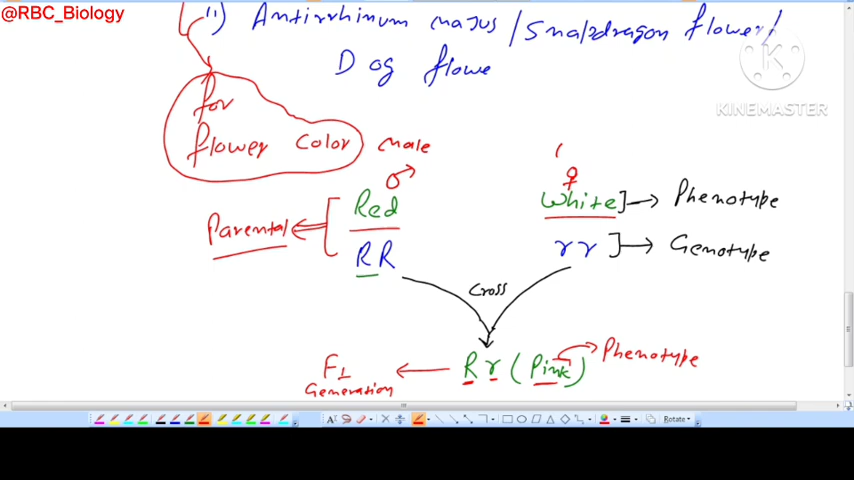 @RBC_Biology
ii) Antirrhinum majus / Snapdragon flower /
Dog flowe
K
KINEMASTER
for
flower color
male
♂
♀
Red
White
Phenotype
Parental
RR
rr
Genotype
Cross
F1
Generation
Rr (Pink)
Phenotype
Rotate